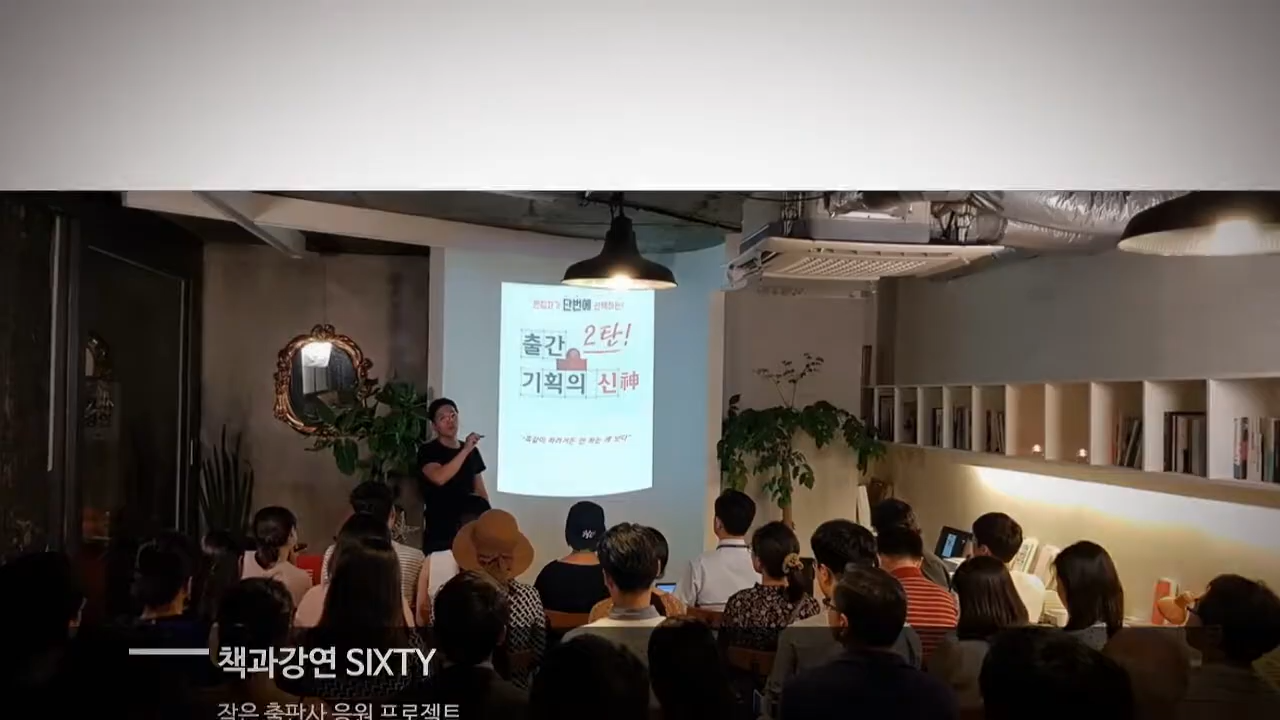 편집자가 단번에 선택하는!
출간 2탄!
기획의 신神
책과강연 SIXTY
작은 출판사 응원 프로젝트